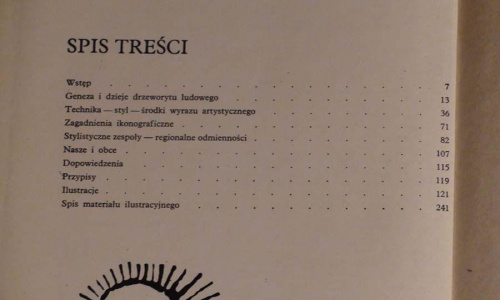 SPIS TREŚCI
Wstęp . . . . . . . . . . . . . . . 7
Geneza i dzieje drzeworytu ludowego . . . . . . . . . . 13
Technika — styl — środki wyrazu artystycznego . . . . . . . . 36
Zagadnienia ikonograficzne . . . . . . . . . . . 71
Stylistyczne zespoły — regionalne odmienności . . . . . . . . 82
Nasze i obce . . . . . . . . . . . . . 107
Dopowiedzenia . . . . . . . . . . . . . 115
Przypisy . . . . . . . . . . . . . . 119
Ilustracje . . . . . . . . . . . . . . 121
Spis materiału ilustracyjnego . . . . . . . . . . 241